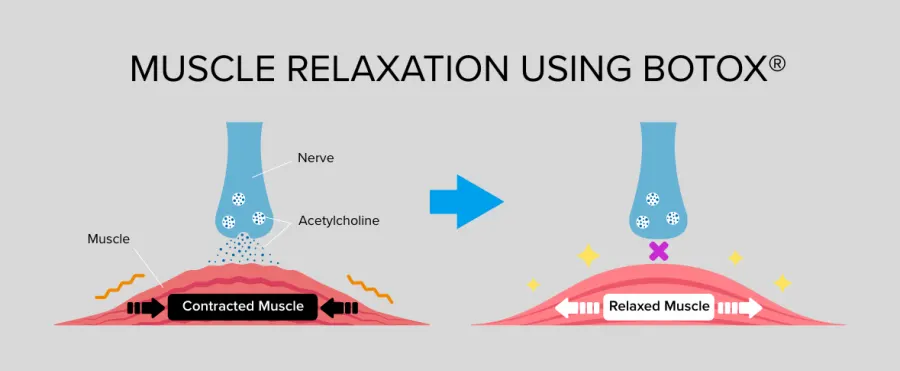 MUSCLE RELAXATION USING BOTOX®
Nerve
Acetylcholine
Muscle
Contracted Muscle
Relaxed Muscle